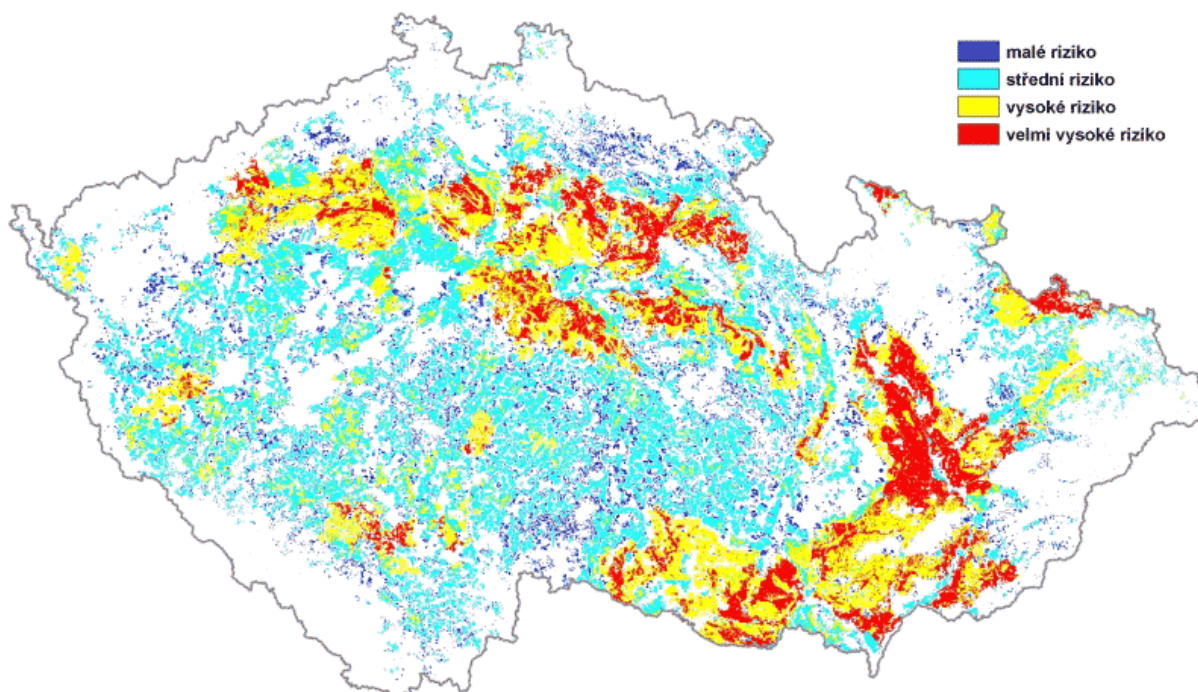 malé riziko
střední riziko
vysoké riziko
velmi vysoké riziko